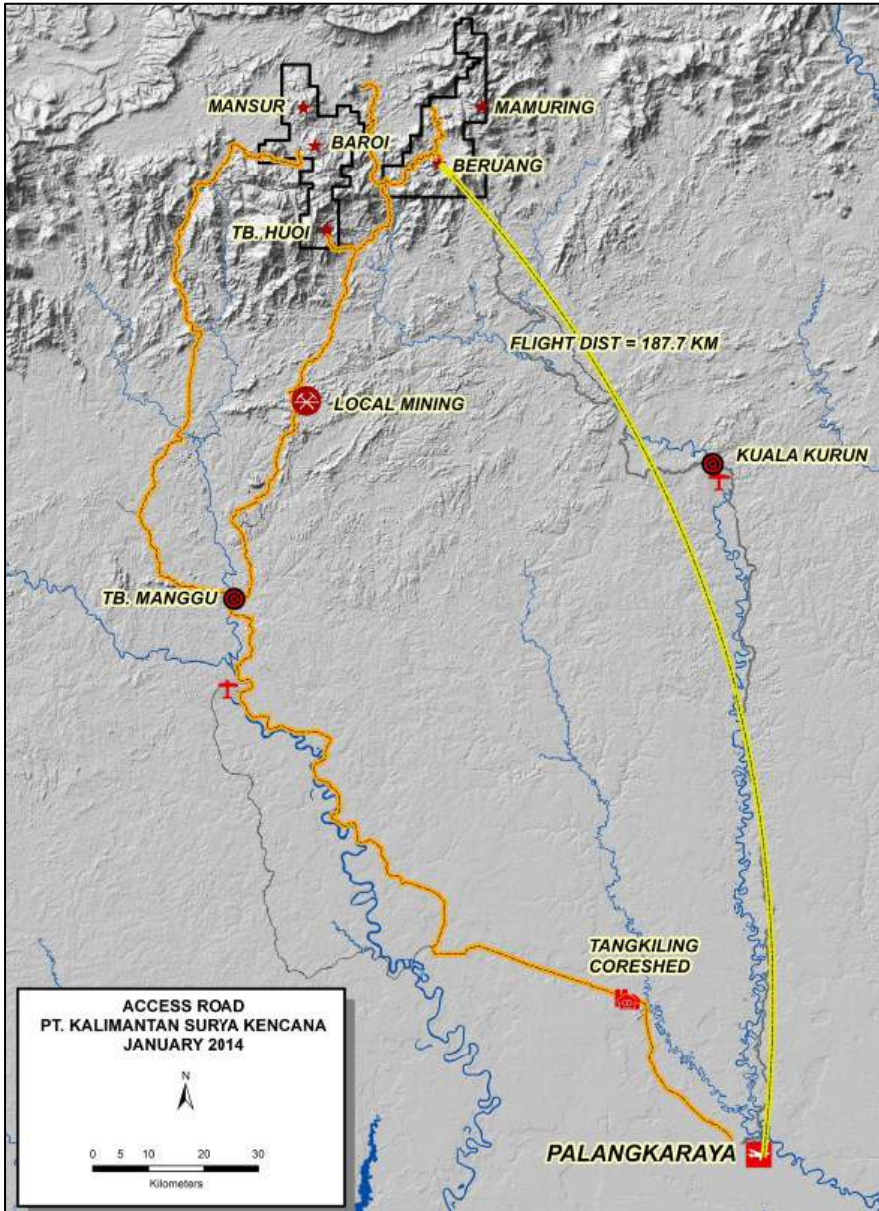 MANSUR
MAMURING
BAROI
BERUANG
TB. HUOI
FLIGHT DIST = 187.7 KM
LOCAL MINING
KUALA KURUN
TB. MANGGU
TANGKILING
CORESHED
ACCESS ROAD
PT. KALIMANTAN SURYA KENCANA
JANUARY 2014
N
0 5 10 20 30
Kilometers
PALANGKARAYA